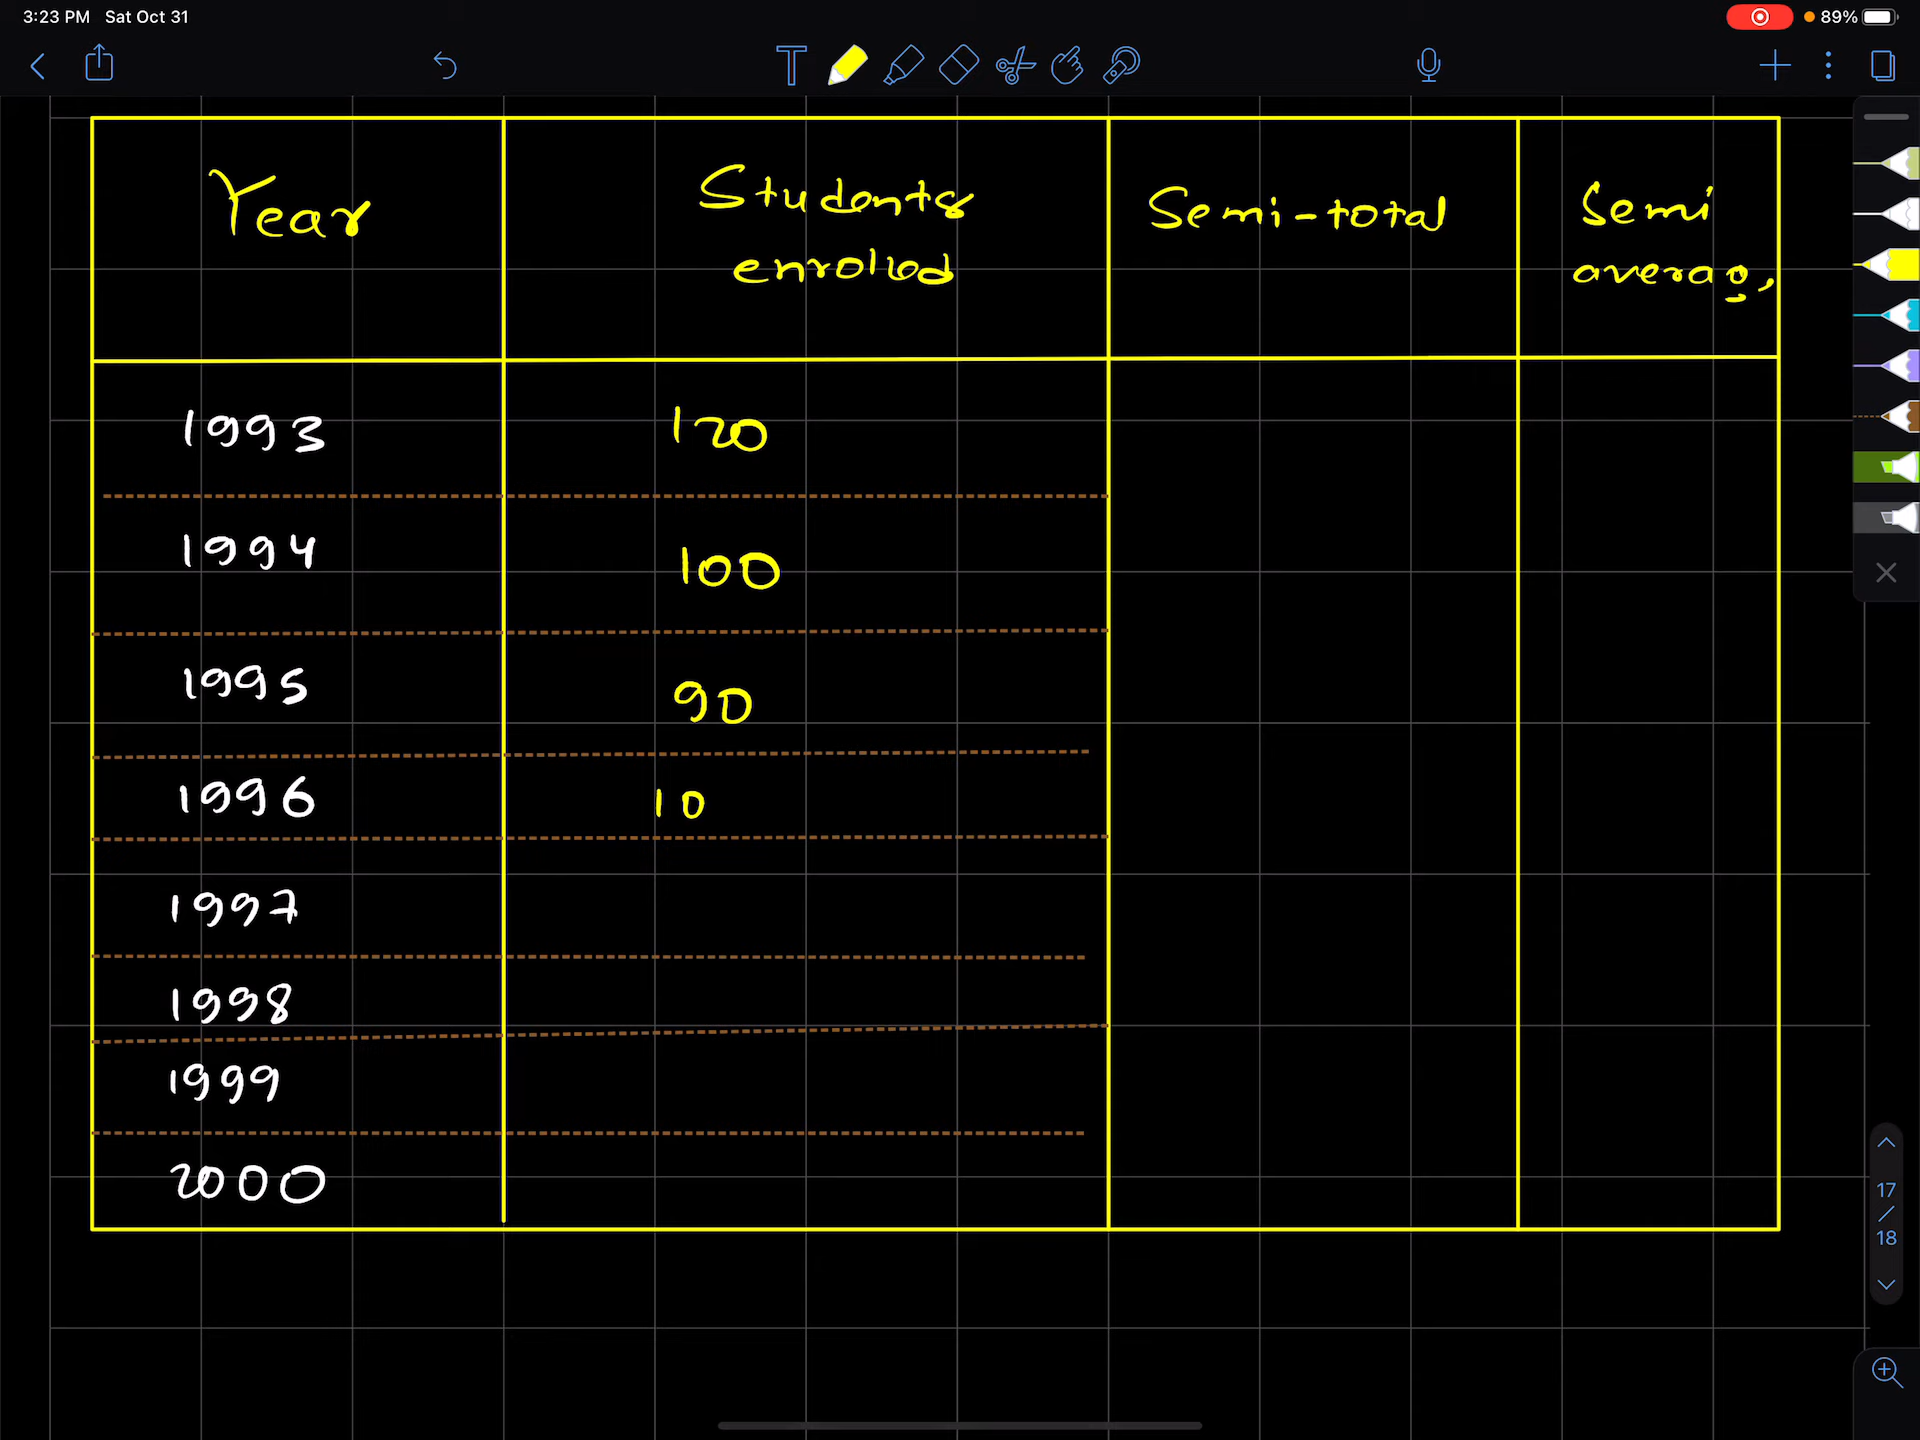 3:23 PM Sat Oct 31
89%
Year
Students
enrolled
Semi-total
Semi
1993
120
1994
100
1995
90
1996
10
1997
1998
1999
2000
17
18